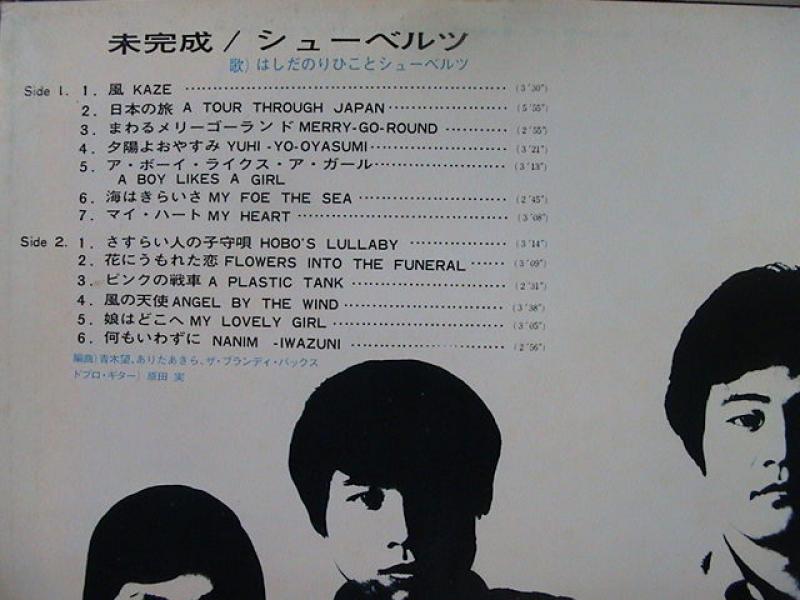 未完成/シューベルツ
歌）はしだのりひことシューベルツ
Side 1. 1. 風 KAZE (3'30")
2. 日本の旅 A TOUR THROUGH JAPAN (5'55")
3. まわるメリーゴーランド MERRY-GO-ROUND (2'55")
4. 夕陽よおやすみ YUHI-YO-OYASUMI (3'21")
5. ア・ボーイ・ライクス・ア・ガール (3'13")
A BOY LIKES A GIRL
6. 海はきらいさ MY FOE THE SEA (2'45")
7. マイ・ハート MY HEART (3'08")
Side 2. 1. さすらい人の子守唄 HOBO'S LULLABY (3'14")
2. 花にうもれた恋 FLOWERS INTO THE FUNERAL (3'09")
3. ピンクの戦車 A PLASTIC TANK (2'31")
4. 風の天使 ANGEL BY THE WIND (3'38")
5. 娘はどこへ MY LOVELY GIRL (3'05")
6. 何もいわずに NANIM -IWAZUNI (2'56")
編曲）青木望、ありたあきら、ザ・ブランディ・バックス
ドブロ・ギター）原田 実